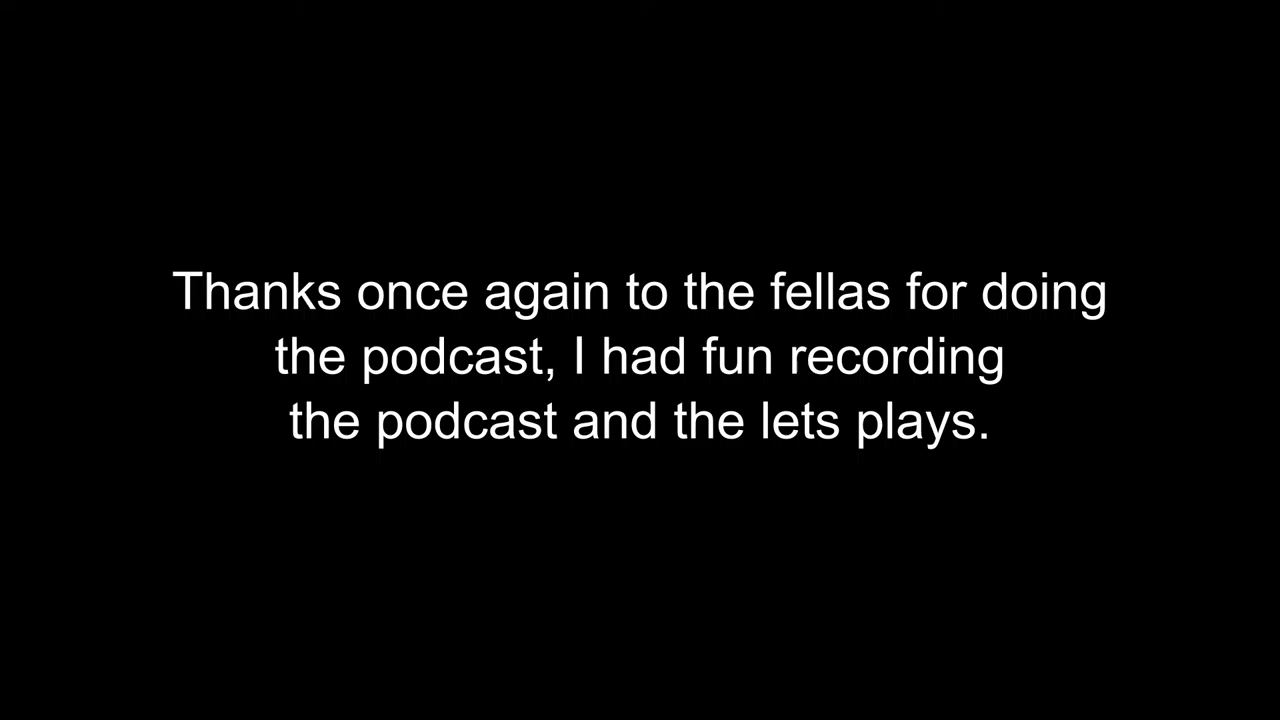 Thanks once again to the fellas for doing
the podcast, I had fun recording
the podcast and the lets plays.